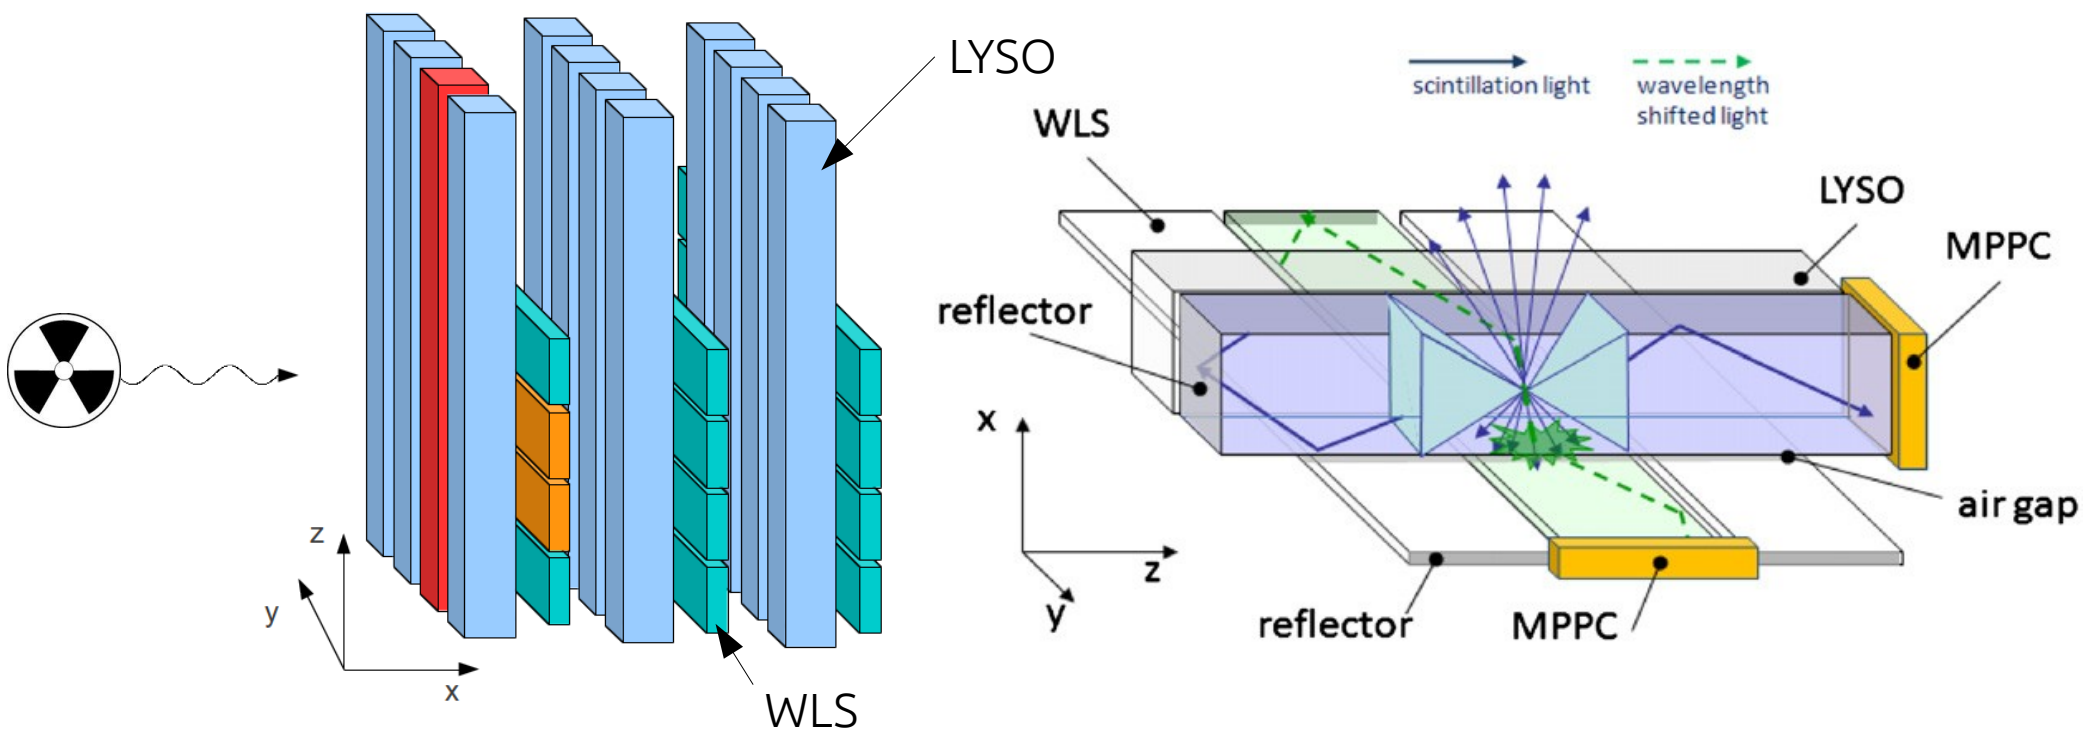 LYSO
z
y
x
WLS
scintillation light
wavelength
shifted light
WLS
LYSO
MPPC
reflector
x
z
y
air gap
reflector
MPPC